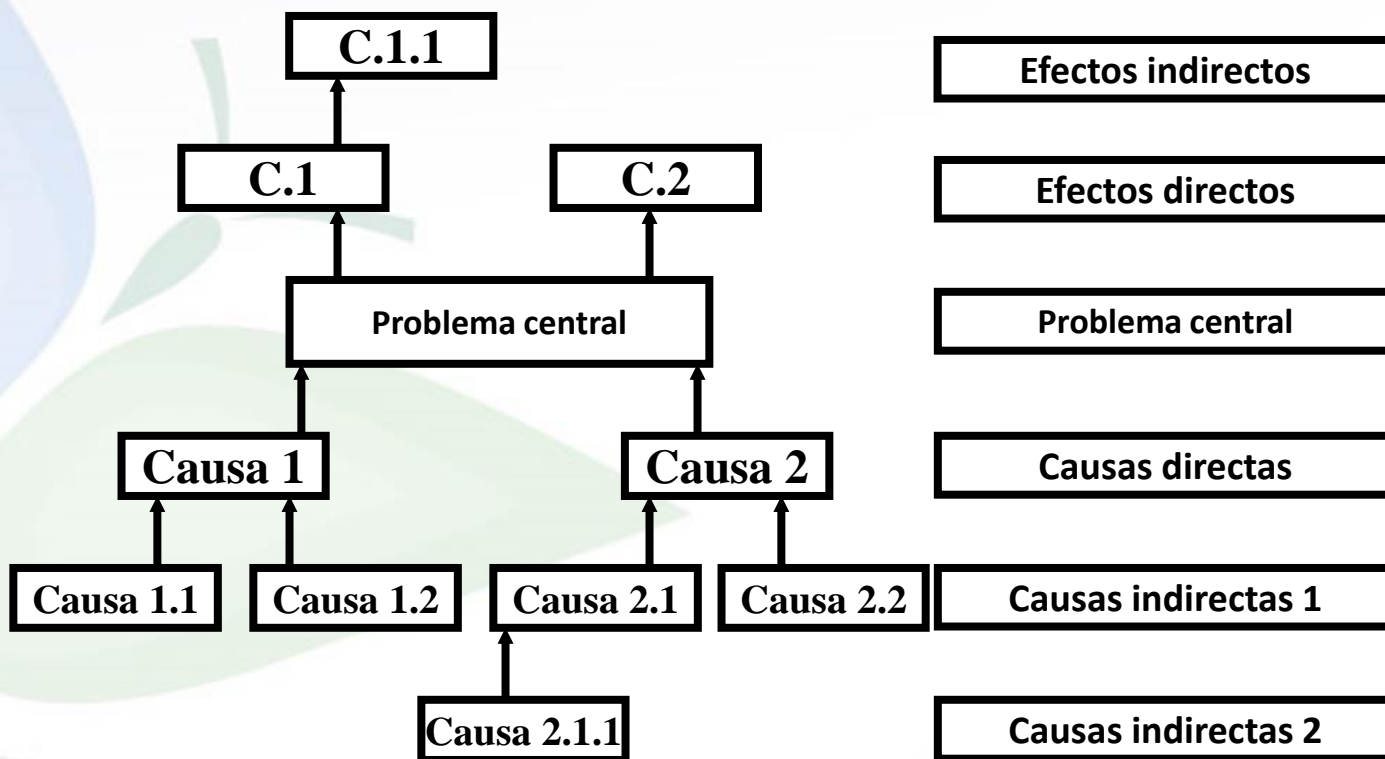 C.1.1
Efectos indirectos
C.1
C.2
Efectos directos
Problema central
Problema central
Causa 1
Causa 2
Causas directas
Causa 1.1
Causa 1.2
Causa 2.1
Causa 2.2
Causas indirectas 1
Causa 2.1.1
Causas indirectas 2